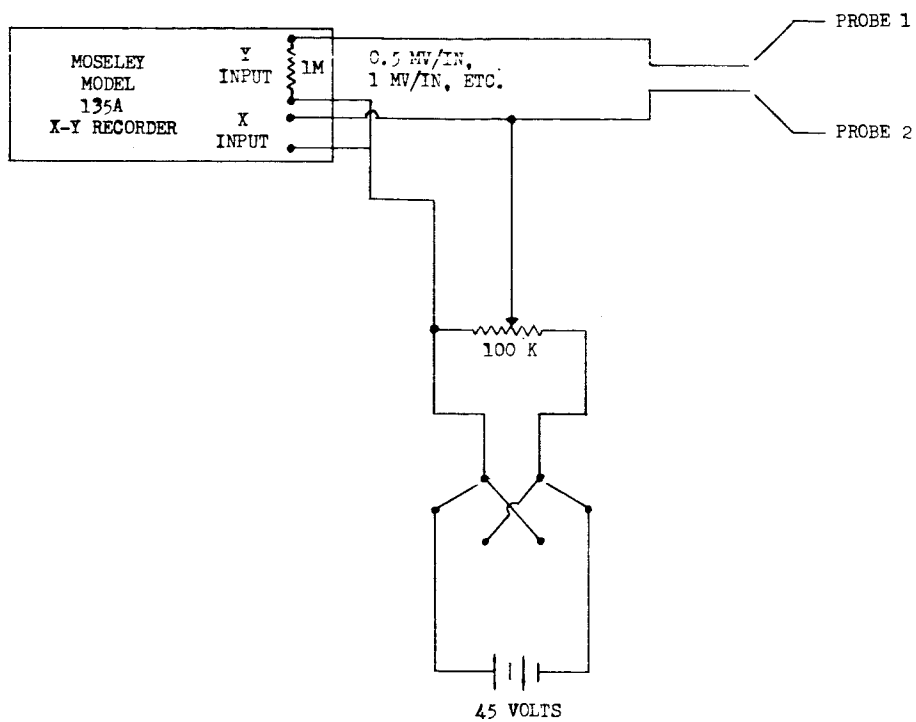 MOSELEY
MODEL
135A
X-Y RECORDER
Y
INPUT
1M
X
INPUT
0.5 MV/IN,
1 MV/IN, ETC.
PROBE 1
PROBE 2
100 K
45 VOLTS